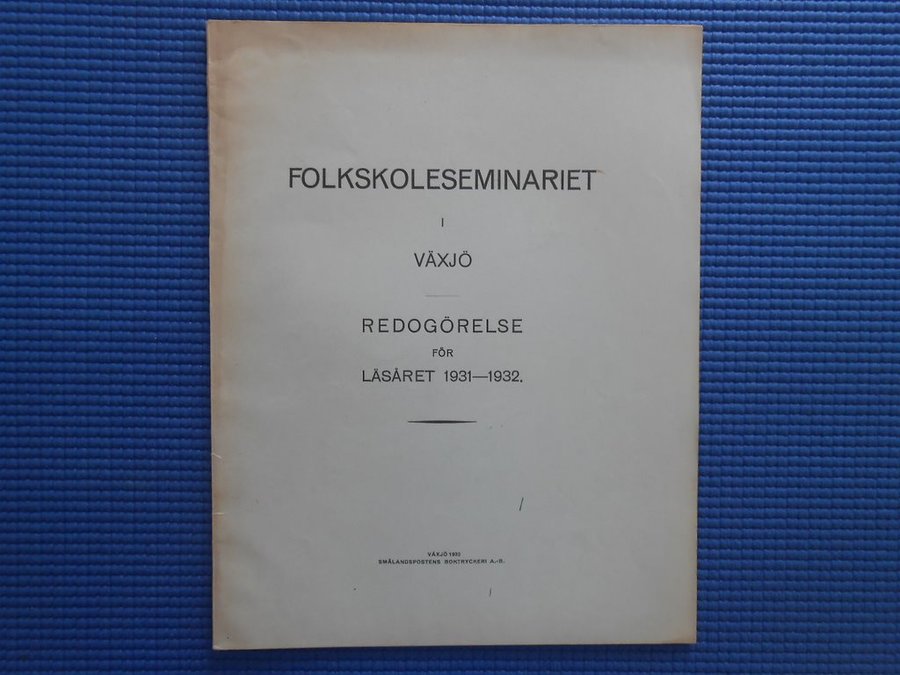 FOLKSKOLESEMINARIET
I
VÄXJÖ
REDOGÖRELSE
FÖR
LÄSÅRET 1931—1932.
VÄXJÖ 1932
SMÅLANDSPOSTENS BOKTRYCKERI A.-B.